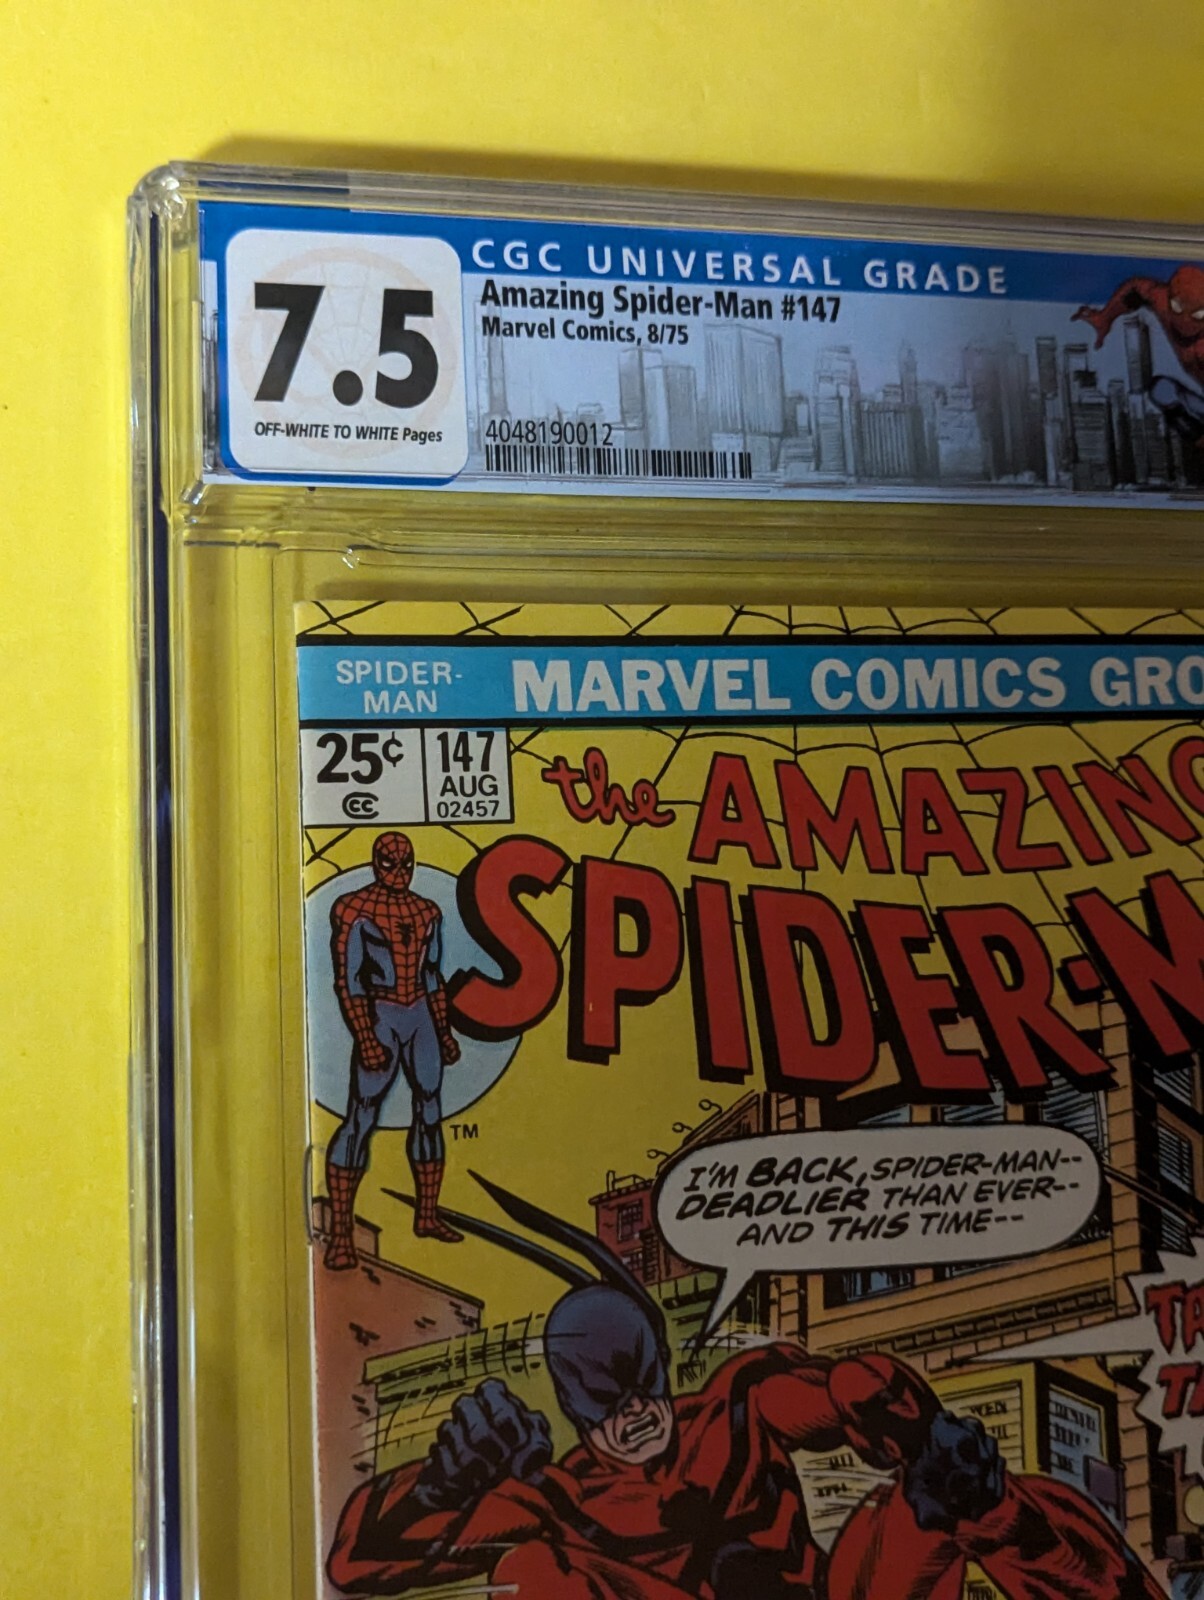 CGC UNIVERSAL GRADE
7.5
OFF-WHITE TO WHITE Pages
Amazing Spider-Man #147
Marvel Comics, 8/75
4048190012
SPIDER-
MAN
MARVEL COMICS GRO
25¢
CC
147
AUG
02457
the AMAZING
SPIDER-M
TM
I'M BACK, SPIDER-MAN--
DEADLIER THAN EVER--
AND THIS TIME--